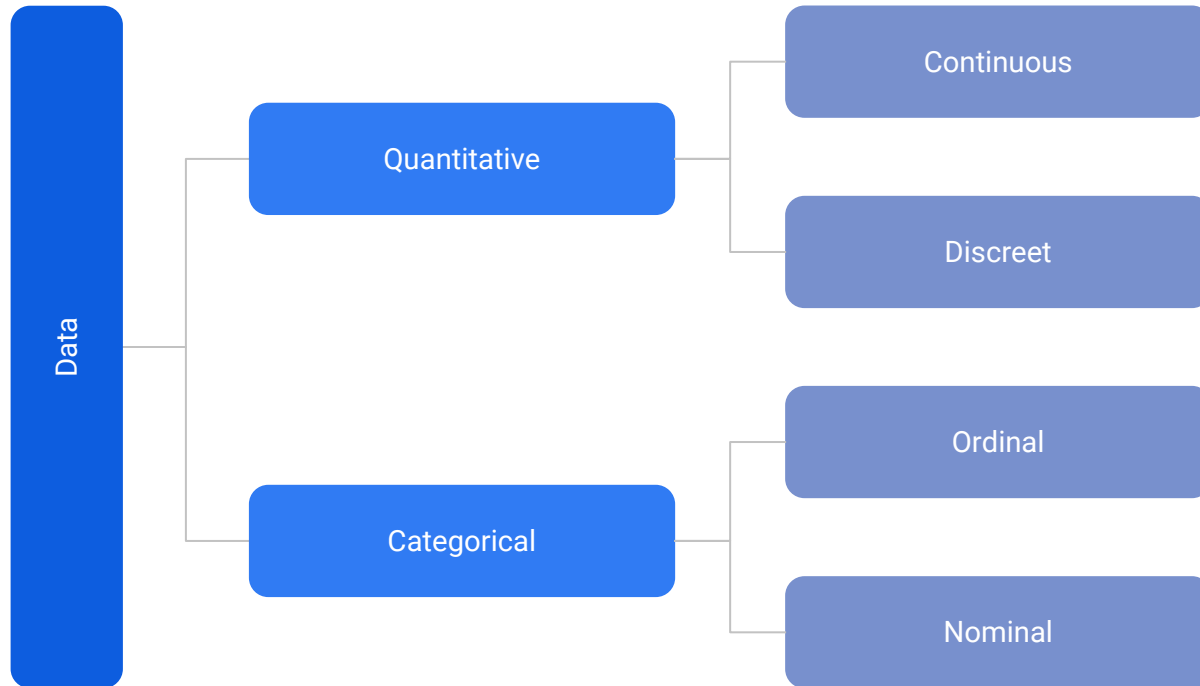 Data
Quantitative
Continuous
Discreet
Categorical
Ordinal
Nominal